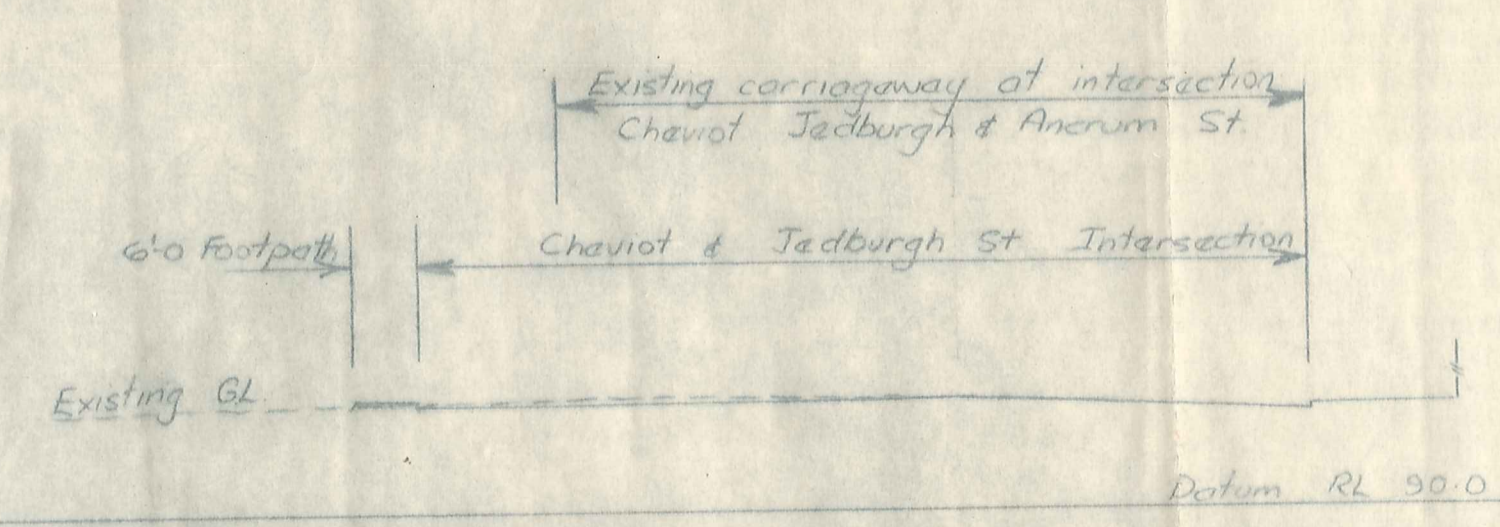 Existing carriageway at intersection
Cheviot Jedburgh & Ancrum St.
6'-0 Footpath
Cheviot & Jedburgh St Intersection
Existing GL.
Datum RL 90.0